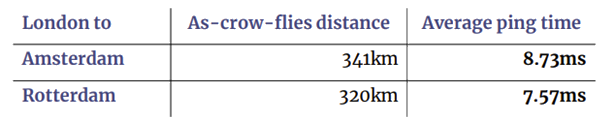 London to As-crow-flies distance Average ping time
Amsterdam 341km 8.73ms
Rotterdam 320km 7.57ms